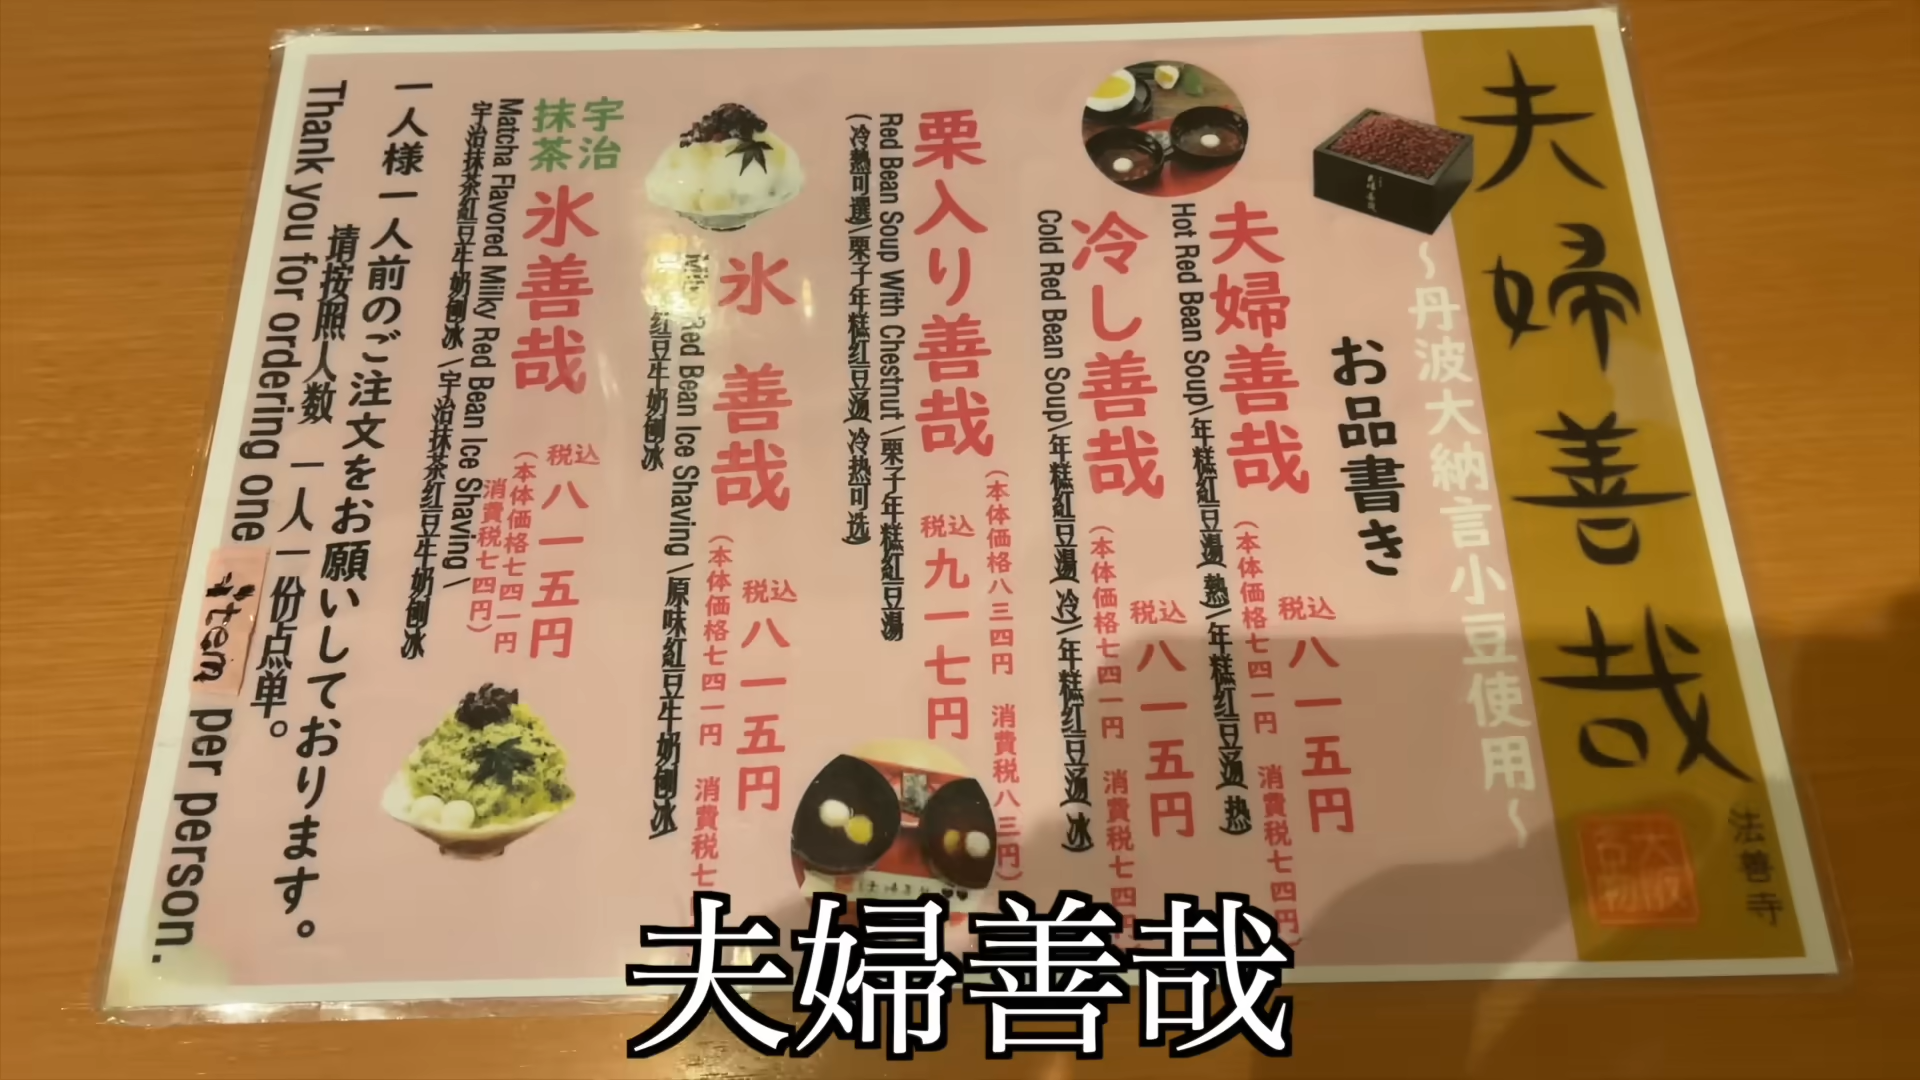 夫婦善哉
法善寺
大阪
名物
～丹波大納言小豆使用～
お品書き
夫婦善哉
税込 八一五円
(本体価格七四一円 消費税七四円)
Hot Red Bean Soup\年糕紅豆湯(熱)\年糕红豆汤(热)
冷し善哉
税込 八一五円
(本体価格七四一円 消費税七四円)
Cold Red Bean Soup\年糕紅豆湯(冷)\年糕红豆汤(冰)
栗入り善哉
税込 九一七円
(本体価格八三四円 消費税八三円)
Red Bean Soup With Chestnut\栗子年糕紅豆湯
(冷熱可選)\栗子年糕红豆汤(冷热可选)
氷 善哉
税込 八一五円
(本体価格七四一円 消費税七
Red Bean Ice Shaving\原味紅豆牛奶刨冰\
红豆牛奶刨冰
宇治
抹茶
氷善哉
税込 八一五円
(本体価格七四一円
消費税七四円)
Matcha Flavored Milky Red Bean Ice Shaving\
宇治抹茶紅豆牛奶刨冰\宇治抹茶红豆牛奶刨冰
一人様一人前のご注文をお願いしております。
请按照人数 一人一份点单。
Thank you for ordering one item per person.
夫婦善哉